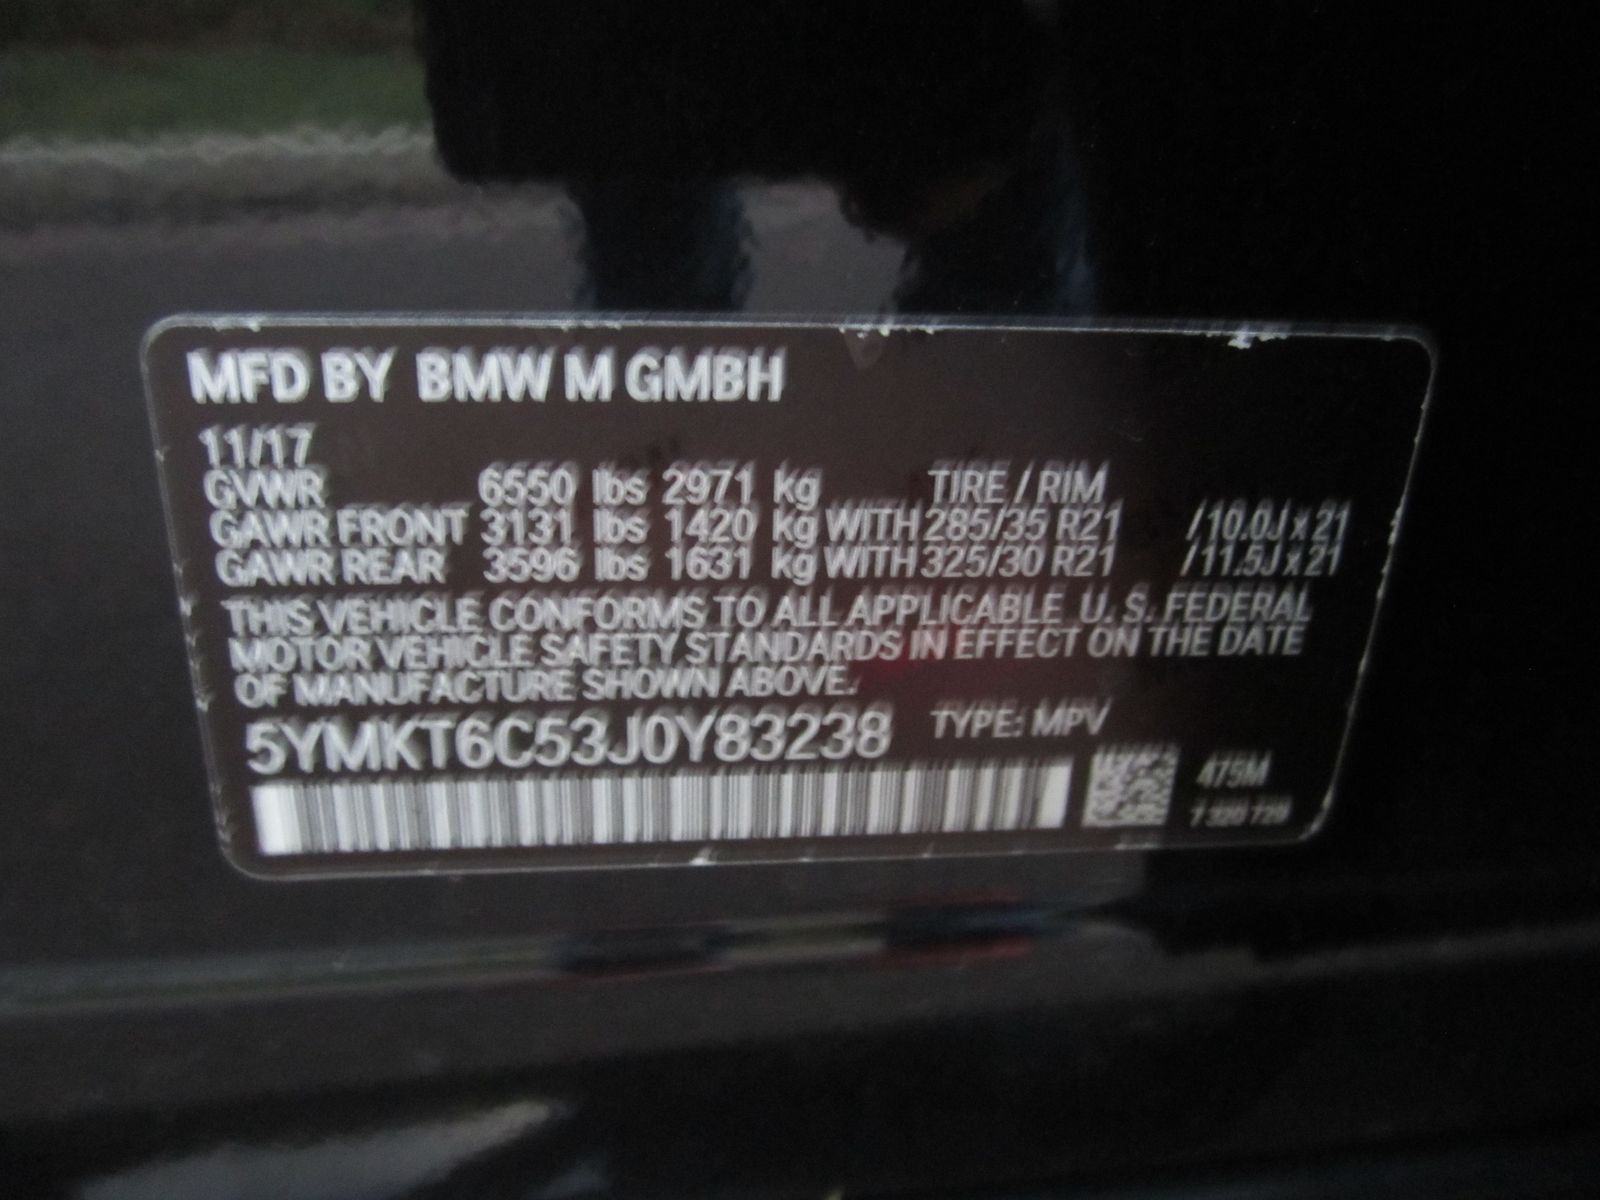 MFD BY BMW M GMBH
11/17
GVWR 6550 lbs 2971 kg TIRE / RIM
GAWR FRONT 3131 lbs 1420 kg WITH 285/35 R21 /10.0J x 21
GAWR REAR 3596 lbs 1631 kg WITH 325/30 R21 /11.5J x 21
THIS VEHICLE CONFORMS TO ALL APPLICABLE U. S. FEDERAL
MOTOR VEHICLE SAFETY STANDARDS IN EFFECT ON THE DATE
OF MANUFACTURE SHOWN ABOVE.
5YMKT6C53J0Y83238 TYPE: MPV
475M
7 320 729